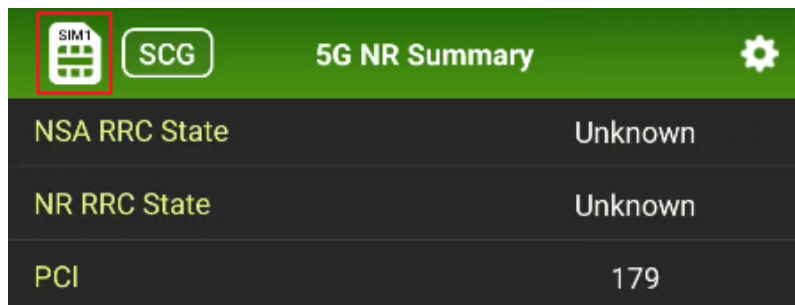 SIM1 SCG 5G NR Summary
NSA RRC State Unknown
NR RRC State Unknown
PCI 179